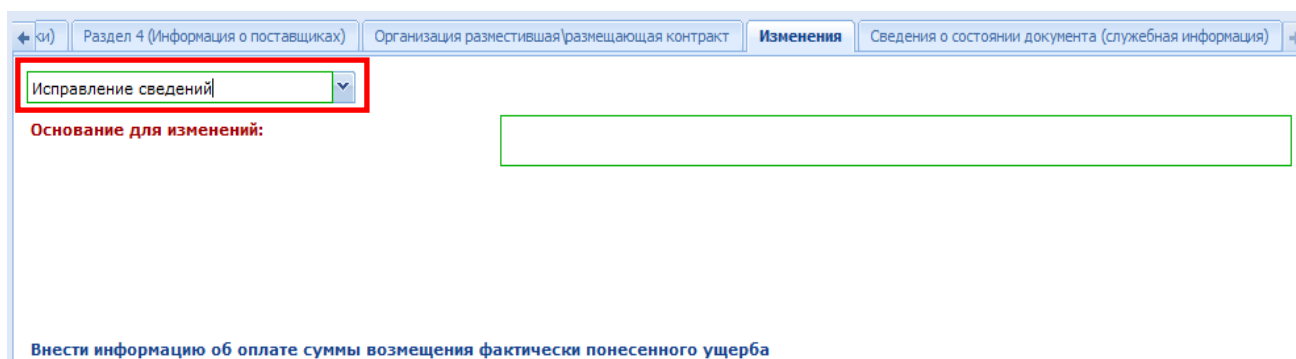 ки) Раздел 4 (Информация о поставщиках) Организация разместившая\размещающая контракт Изменения Сведения о состоянии документа (служебная информация)
Исправление сведений
Основание для изменений:
Внести информацию об оплате суммы возмещения фактически понесенного ущерба